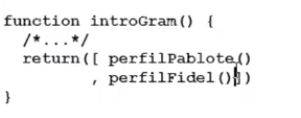 function introGram() {
/*...*/
return([ perfilPablote()
, perfilFidel()])
}